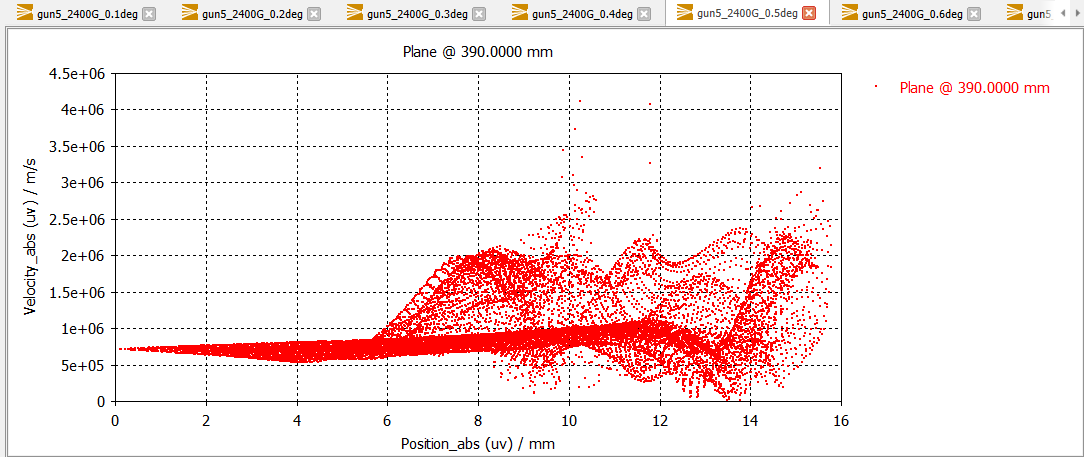 gun5_2400G_0.1deg gun5_2400G_0.2deg gun5_2400G_0.3deg gun5_2400G_0.4deg gun5_2400G_0.5deg gun5_2400G_0.6deg gun5
Plane @ 390.0000 mm
4.5e+06
4e+06
3.5e+06
3e+06
2.5e+06
2e+06
1.5e+06
1e+06
5e+05
0
Velocity_abs (uv) / m/s
0 2 4 6 8 10 12 14 16
Position_abs (uv) / mm
Plane @ 390.0000 mm